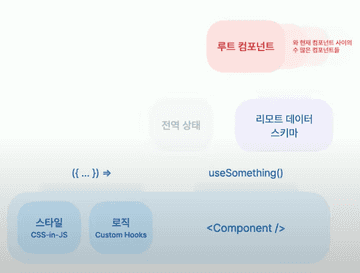 루트 컴포넌트
와 현재 컴포넌트 사이의
수 많은 컴포넌트들
전역 상태
리모트 데이터
스키마
({ ... }) ⇒
useSomething()
스타일
CSS-in-JS
로직
Custom Hooks
<Component />